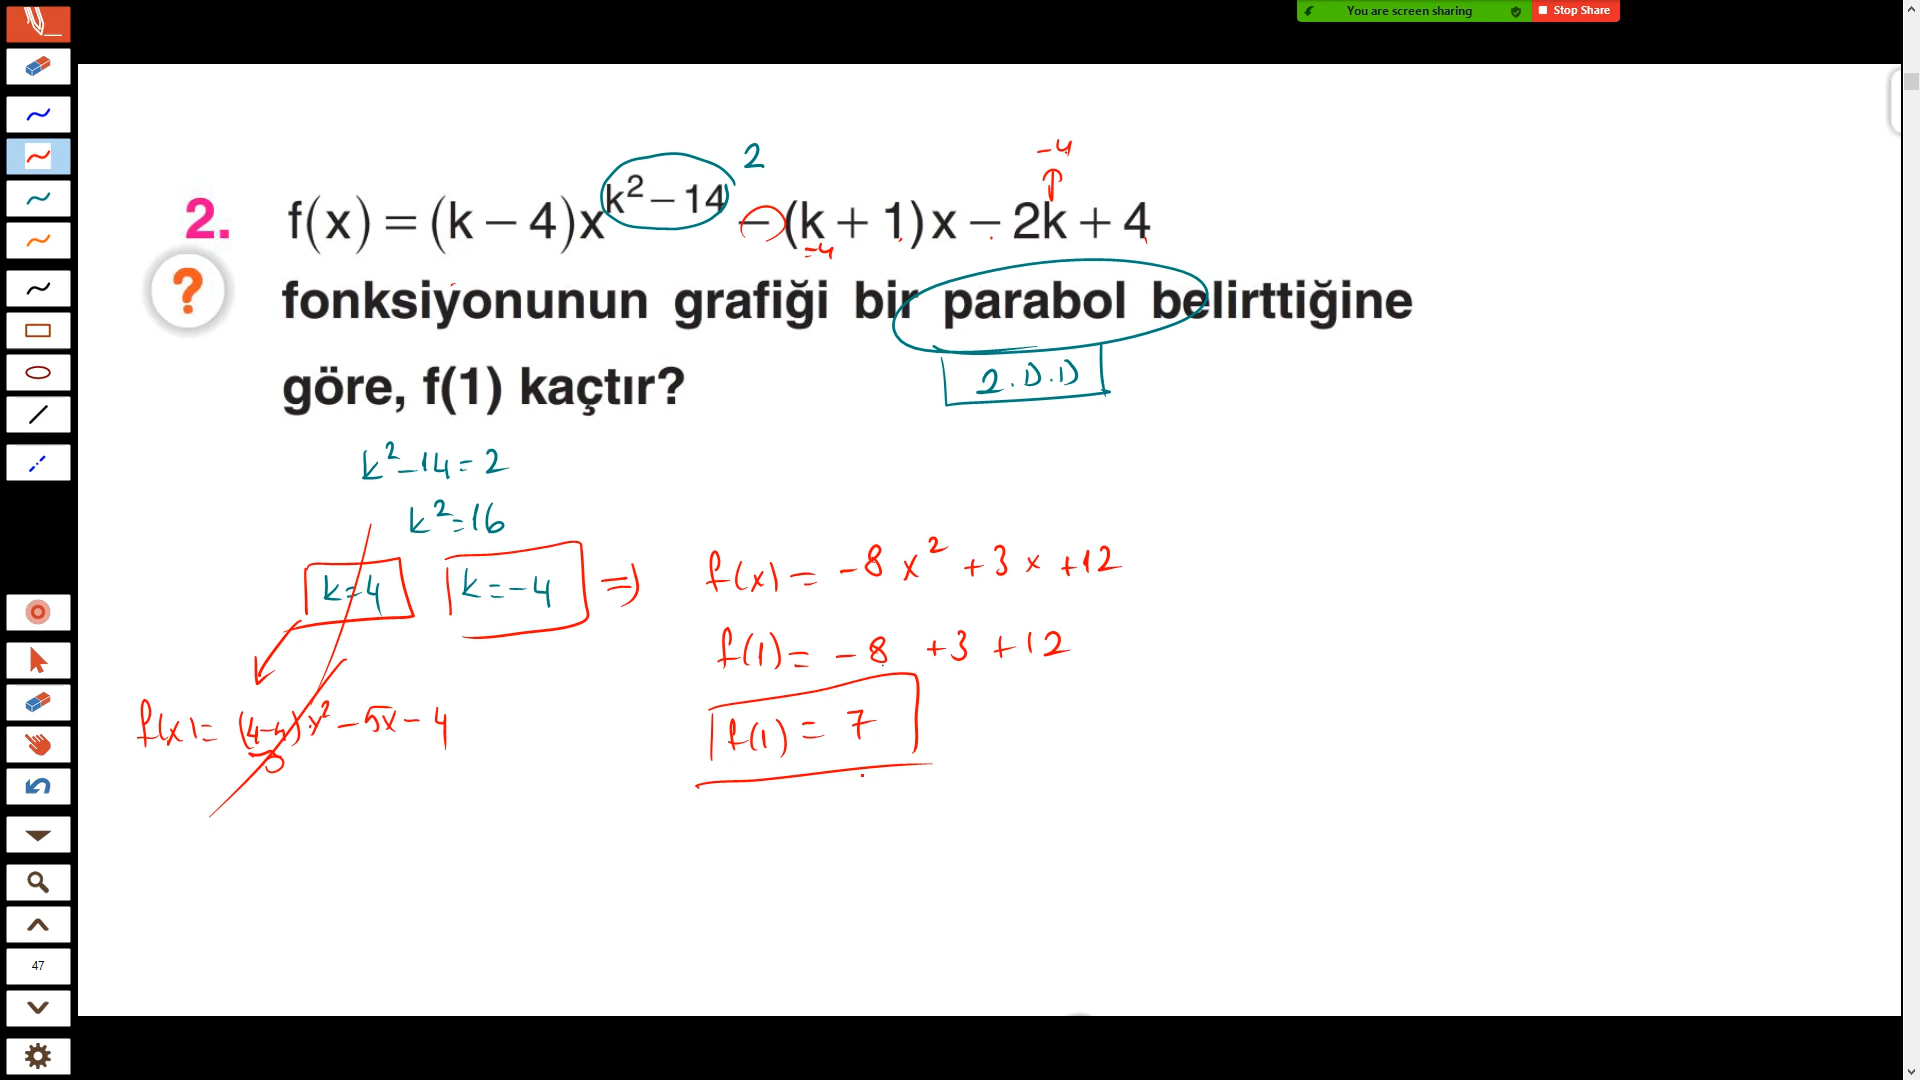 You are screen sharing
Stop Share
2
-4
2. f(x) = (k − 4)x^(k² − 14) − (k + 1)x − 2k + 4
-4
? fonksiyonunun grafiği bir parabol belirttiğine
göre, f(1) kaçtır?
2.D.D
k²-14=2
k²=16
k=4 k=-4 ⇒ f(x) = -8x² +3x +12
f(1) = -8 +3 +12
f(x) = (4-4).x² - 5x - 4
0
f(1) = 7
47